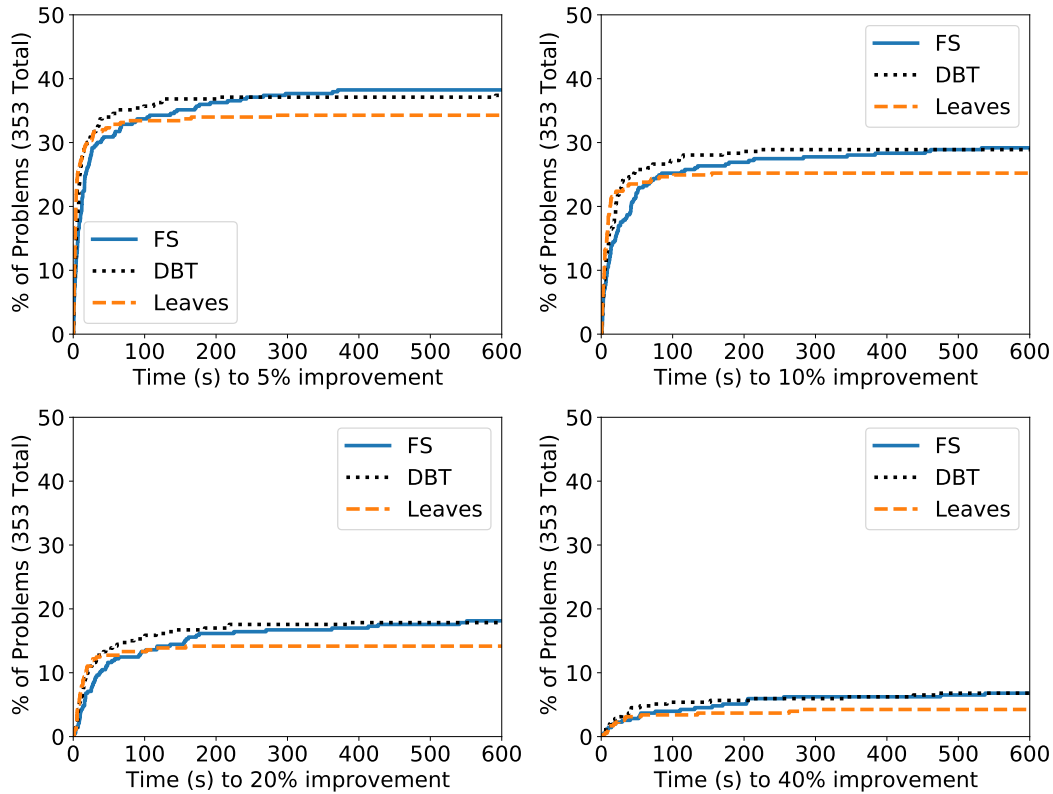 50
40
30
20
10
0
% of Problems (353 Total)
FS
DBT
Leaves
0 100 200 300 400 500 600
Time (s) to 5% improvement
50
40
30
20
10
0
% of Problems (353 Total)
FS
DBT
Leaves
0 100 200 300 400 500 600
Time (s) to 10% improvement
50
40
30
20
10
0
% of Problems (353 Total)
FS
DBT
Leaves
0 100 200 300 400 500 600
Time (s) to 20% improvement
50
40
30
20
10
0
% of Problems (353 Total)
FS
DBT
Leaves
0 100 200 300 400 500 600
Time (s) to 40% improvement